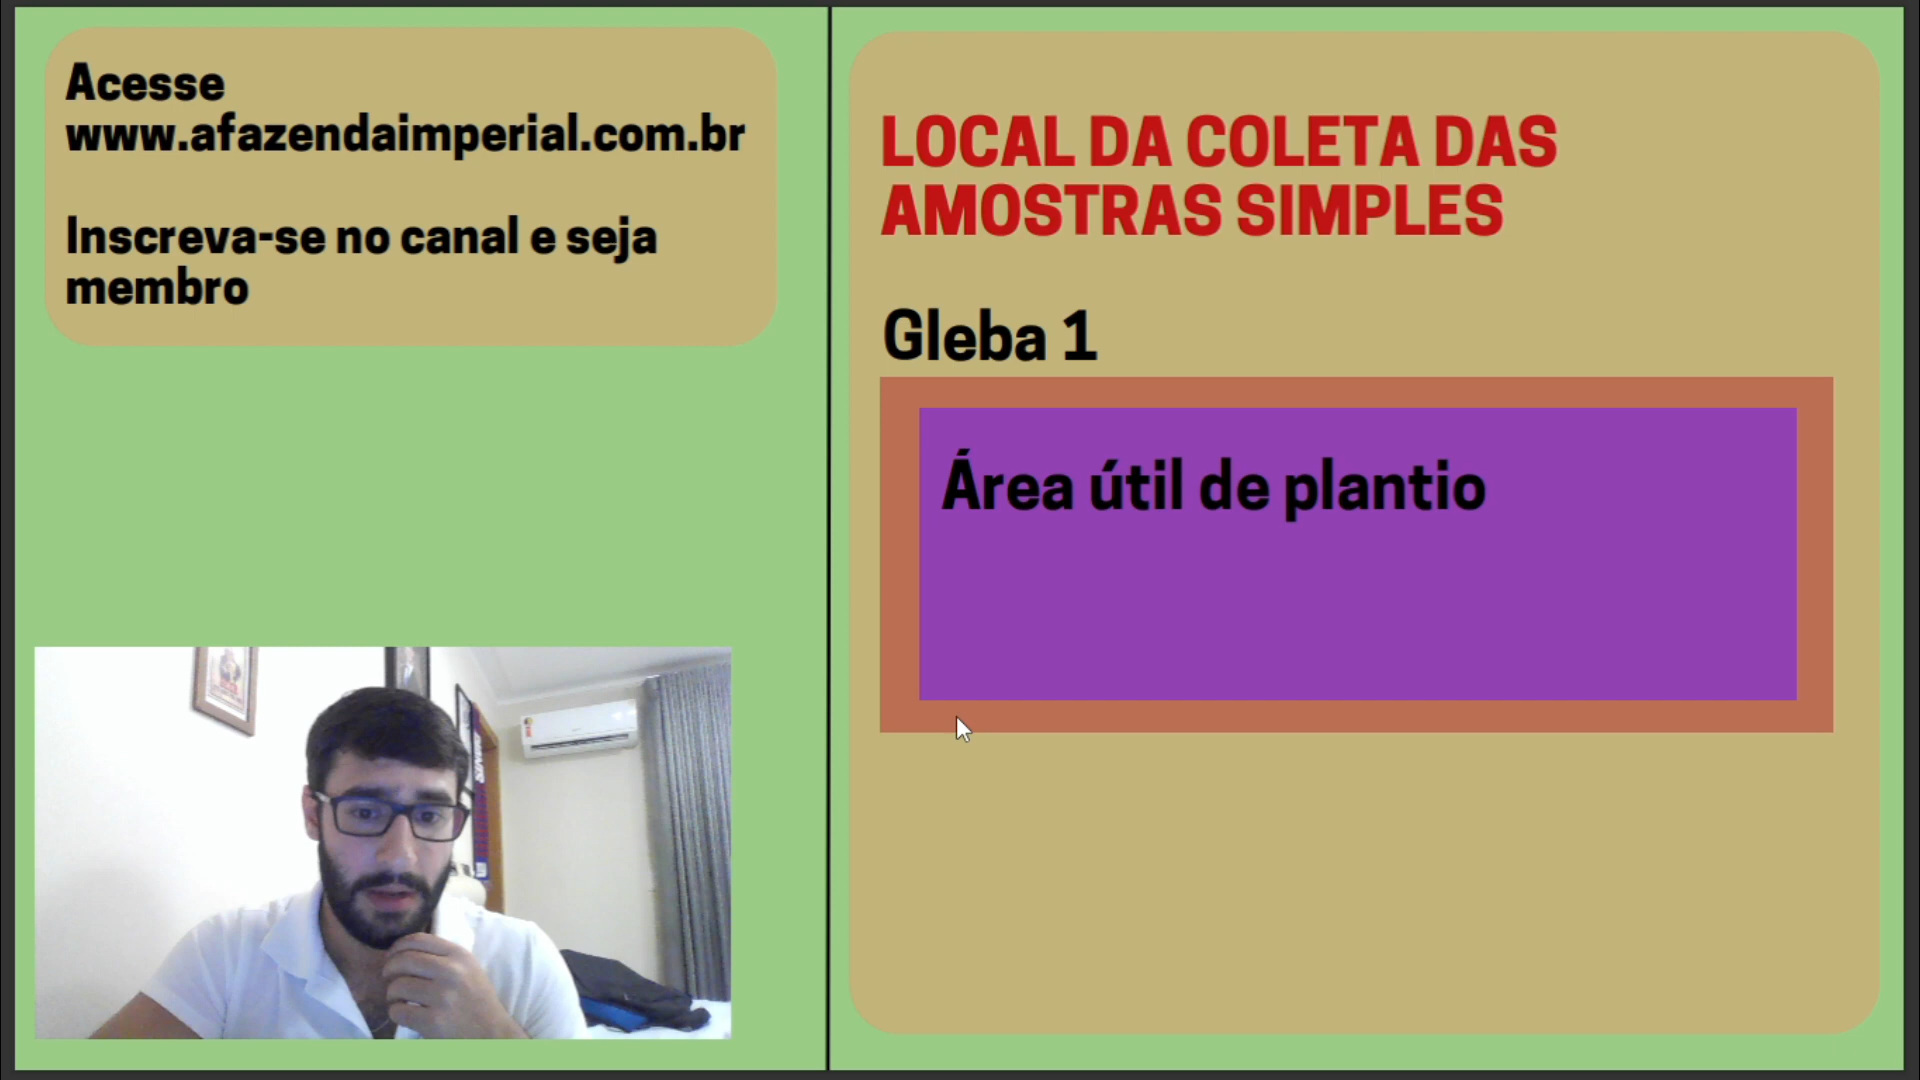 Acesse
www.afazendaimperial.com.br
Inscreva-se no canal e seja
membro
LOCAL DA COLETA DAS
AMOSTRAS SIMPLES
Gleba 1
Área útil de plantio